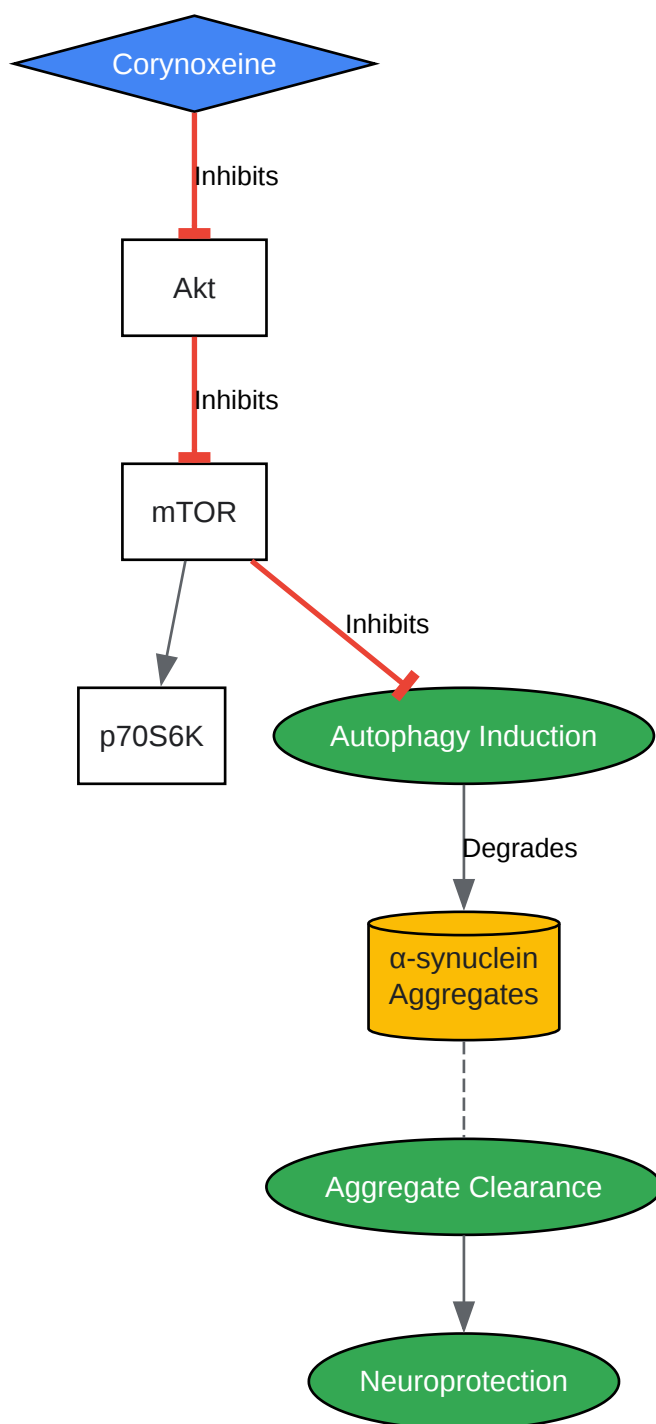 Corynoxeine
Inhibits
Akt
Inhibits
mTOR
Inhibits
p70S6K
Autophagy Induction
Degrades
α-synuclein
Aggregates
Aggregate Clearance
Neuroprotection